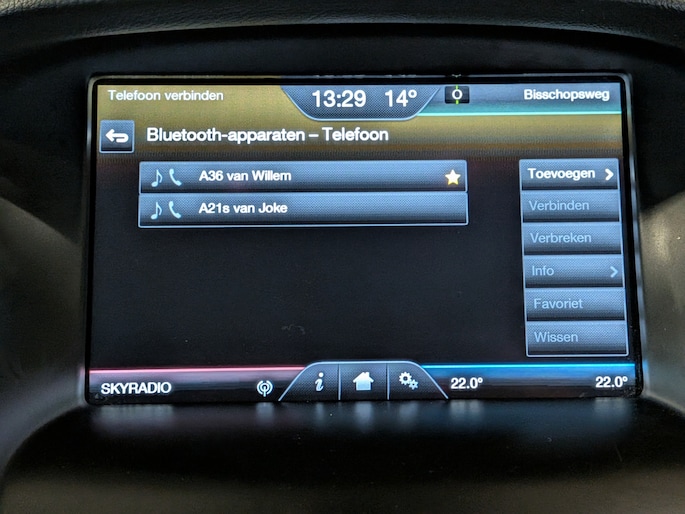 Telefoon verbinden
13:29 14°
Bisschopsweg
Bluetooth-apparaten – Telefoon
A36 van Willem
A21s van Joke
Toevoegen
Verbinden
Verbreken
Info
Favoriet
Wissen
SKYRADIO
22.0°
22.0°